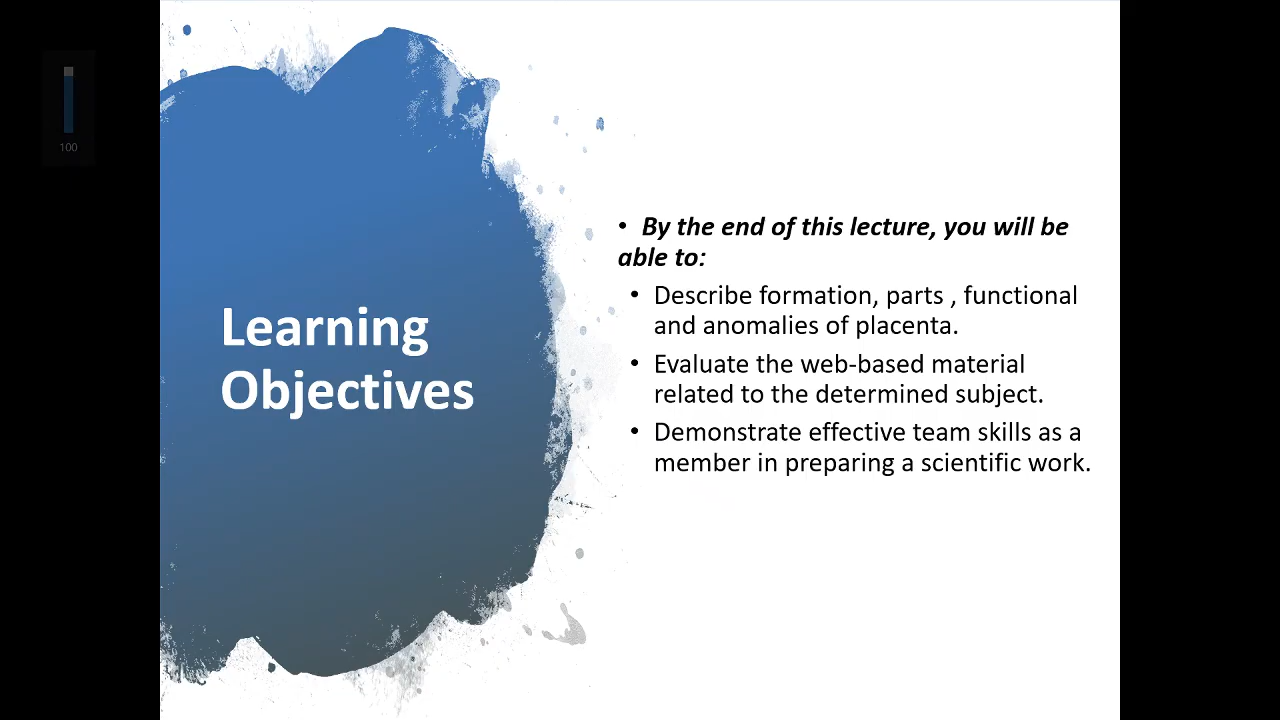 100
Learning
Objectives
• By the end of this lecture, you will be
able to:
• Describe formation, parts , functional
and anomalies of placenta.
• Evaluate the web-based material
related to the determined subject.
• Demonstrate effective team skills as a
member in preparing a scientific work.